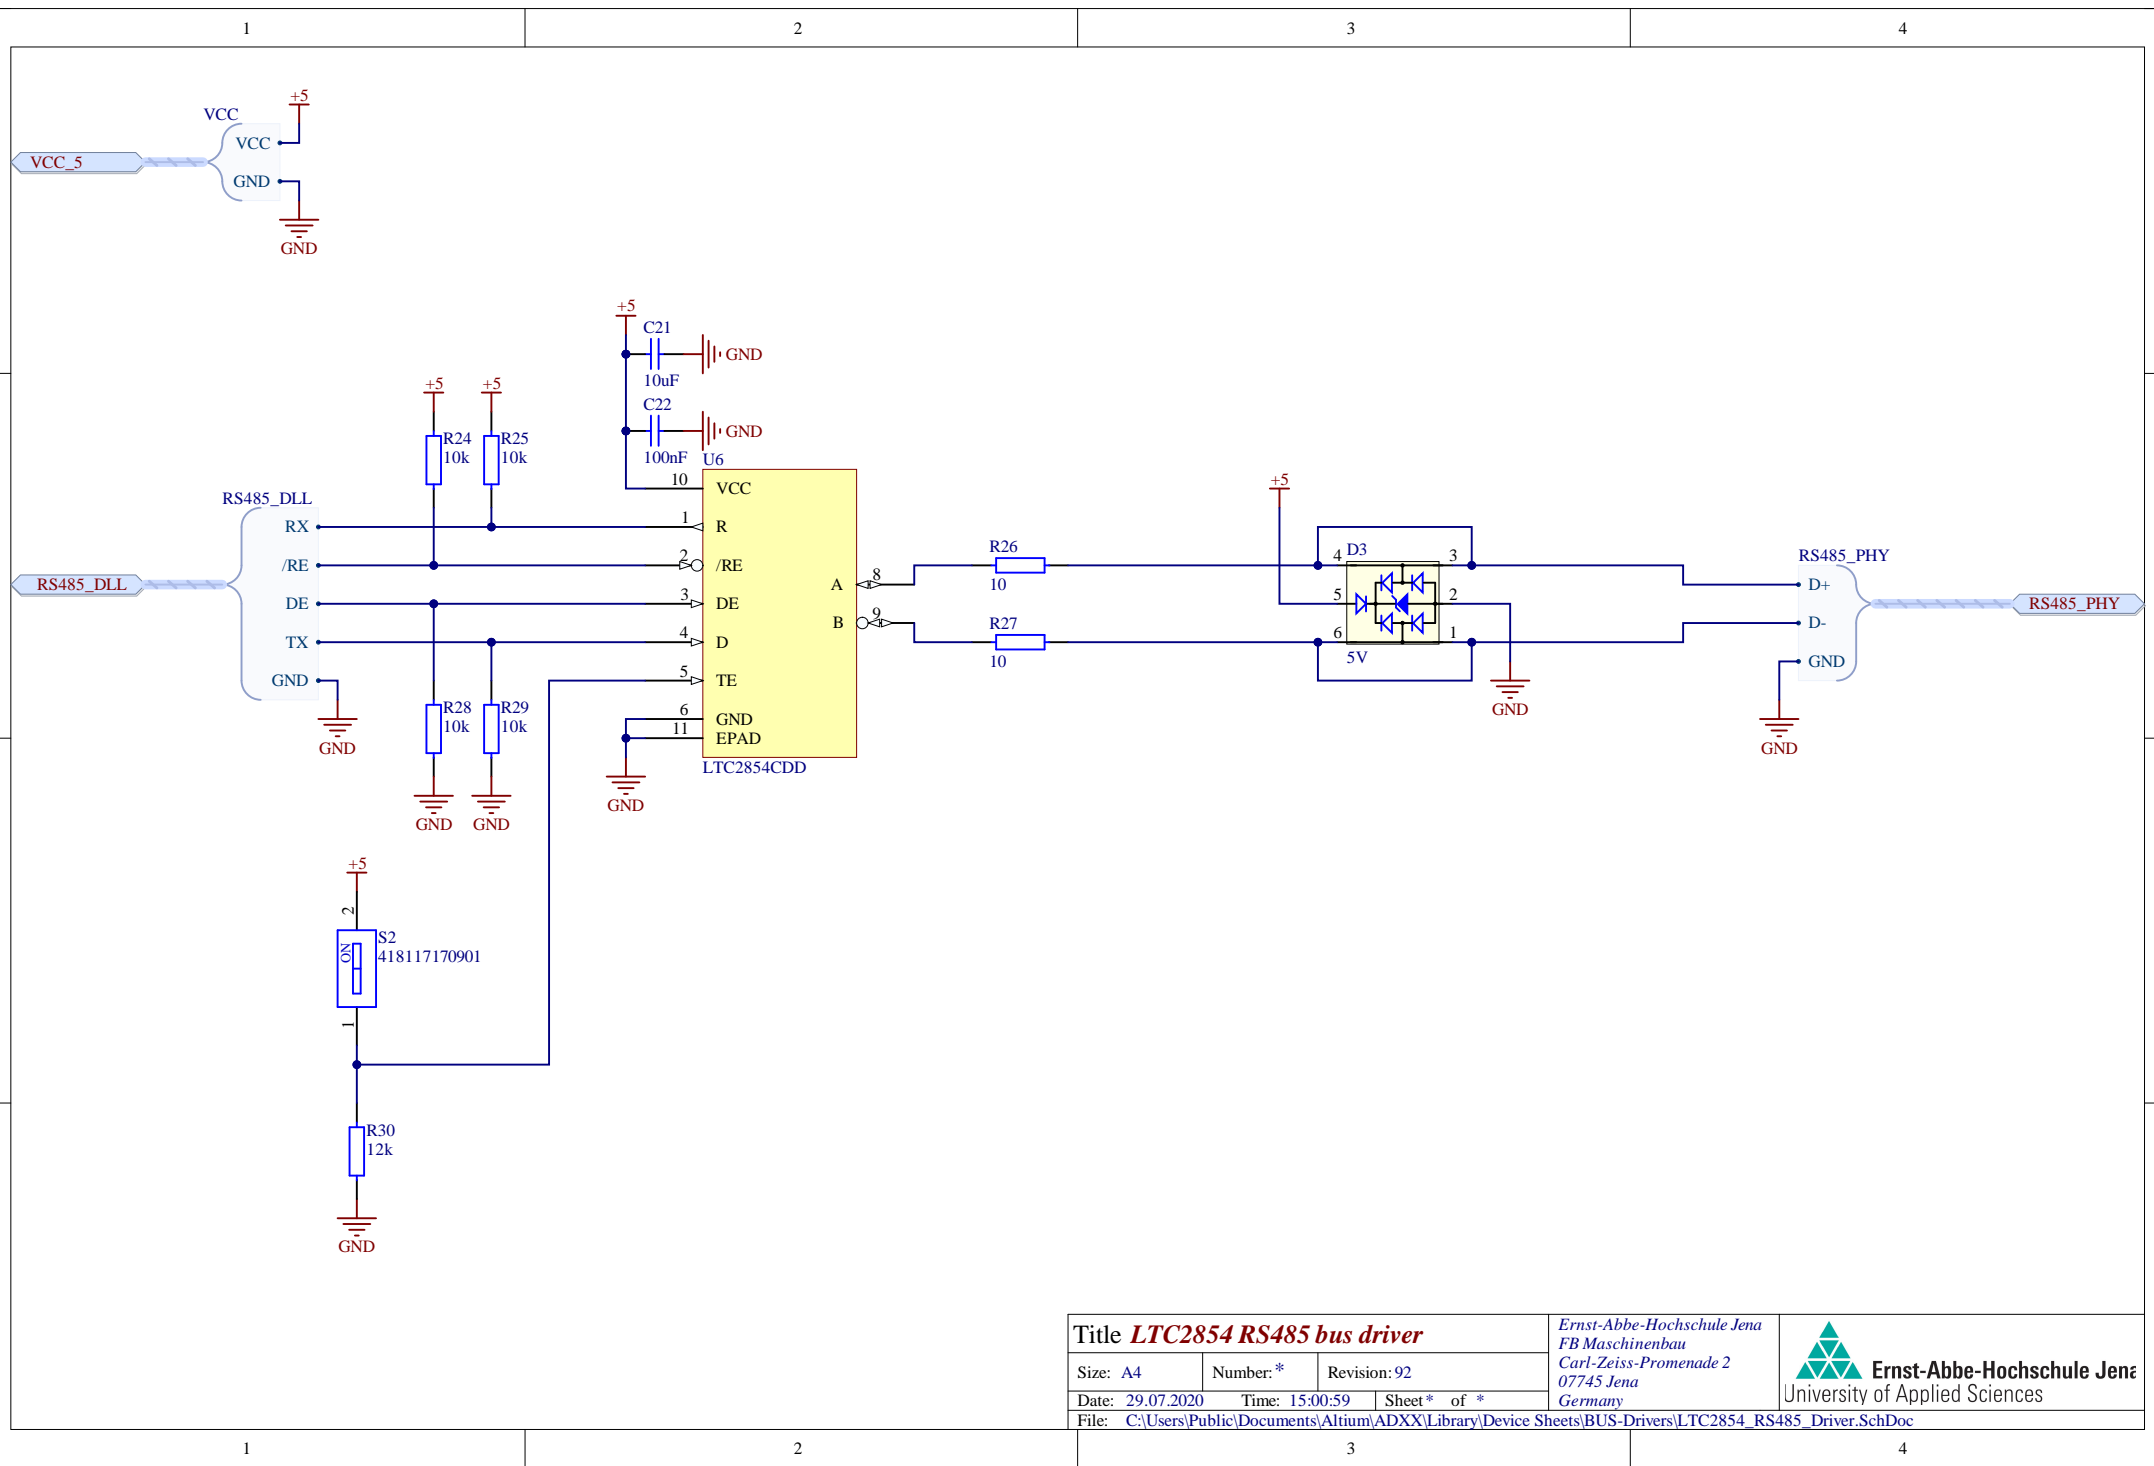 1 2 3 4
+5
VCC
VCC
VCC_5
GND
GND
+5
C21
GND
10uF
+5 +5
C22
GND
100nF
R24 R25
10k 10k
U6
10 VCC
RS485_DLL
RX
1 R
/RE
2 /RE
RS485_DLL
DE
3 DE
TX
4 D
GND
5 TE
6 GND
11 EPAD
LTC2854CDD
A 8
B 9
GND
R28 R29
10k 10k
GND GND
GND
R26
10
R27
10
+5
D3
4 3
5 2
6 1
5V
GND
RS485_PHY
D+
D-
GND
RS485_PHY
GND
+5
2
S2
418117170901
ON
1
R30
12k
GND
Title LTC2854 RS485 bus driver
Size: A4 Number: * Revision: 92
Date: 29.07.2020 Time: 15:00:59 Sheet * of *
File: C:\Users\Public\Documents\Altium\ADXX\Library\Device Sheets\BUS-Drivers\LTC2854_RS485_Driver.SchDoc
Ernst-Abbe-Hochschule Jena
FB Maschinenbau
Carl-Zeiss-Promenade 2
07745 Jena
Germany
Ernst-Abbe-Hochschule Jena
University of Applied Sciences
1 2 3 4